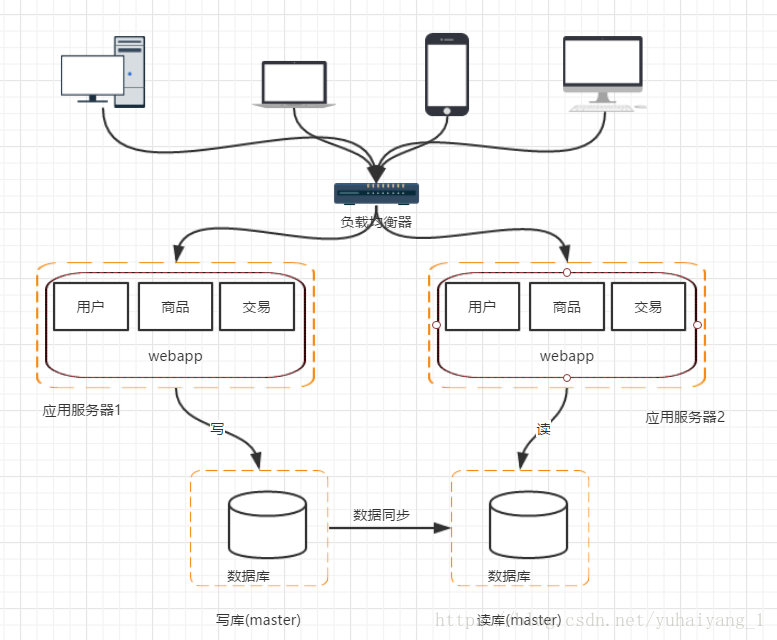 负载均衡器
用户
商品
交易
webapp
用户
商品
交易
webapp
应用服务器1
应用服务器2
写
读
数据同步
数据库
数据库
写库(master)
读库(master)
http://blog.csdn.net/yuhaiyang_1